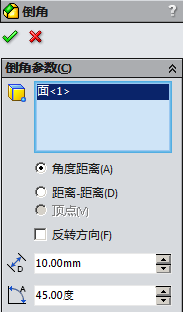 倒角
?
倒角参数(C)
面<1>
角度距离(A)
距离-距离(D)
顶点(V)
反转方向(F)
D
10.00mm
A
45.00度